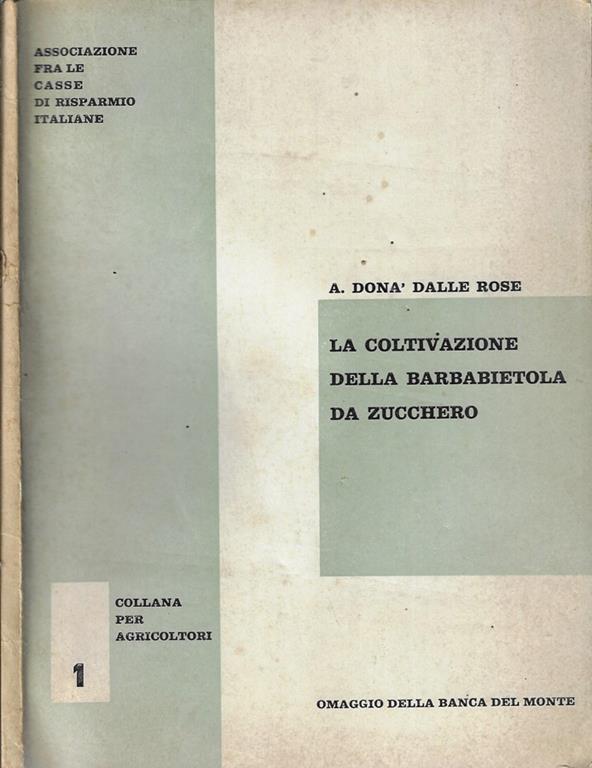 ASSOCIAZIONE
FRA LE
CASSE
DI RISPARMIO
ITALIANE
A. DONA' DALLE ROSE
LA COLTIVAZIONE
DELLA BARBABIETOLA
DA ZUCCHERO
1
COLLANA
PER
AGRICOLTORI
OMAGGIO DELLA BANCA DEL MONTE